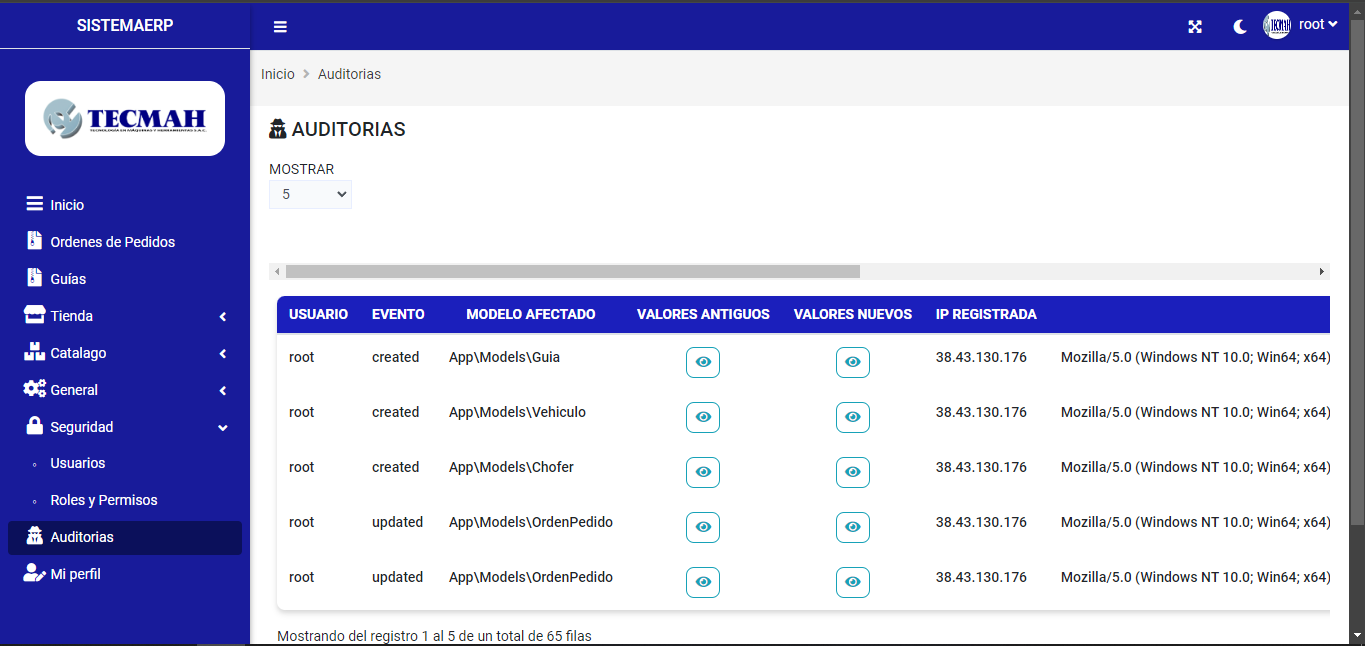 SISTEMAERP
root
TECMAH
Inicio
Ordenes de Pedidos
Guías
Tienda
Catalago
General
Seguridad
Usuarios
Roles y Permisos
Auditorias
Mi perfil
Inicio > Auditorias
AUDITORIAS
MOSTRAR
5
USUARIO EVENTO MODELO AFECTADO VALORES ANTIGUOS VALORES NUEVOS IP REGISTRADA
root created App\Models\Guia 38.43.130.176 Mozilla/5.0 (Windows NT 10.0; Win64; x64)
root created App\Models\Vehiculo 38.43.130.176 Mozilla/5.0 (Windows NT 10.0; Win64; x64)
root created App\Models\Chofer 38.43.130.176 Mozilla/5.0 (Windows NT 10.0; Win64; x64)
root updated App\Models\OrdenPedido 38.43.130.176 Mozilla/5.0 (Windows NT 10.0; Win64; x64)
root updated App\Models\OrdenPedido 38.43.130.176 Mozilla/5.0 (Windows NT 10.0; Win64; x64)
Mostrando del registro 1 al 5 de un total de 65 filas